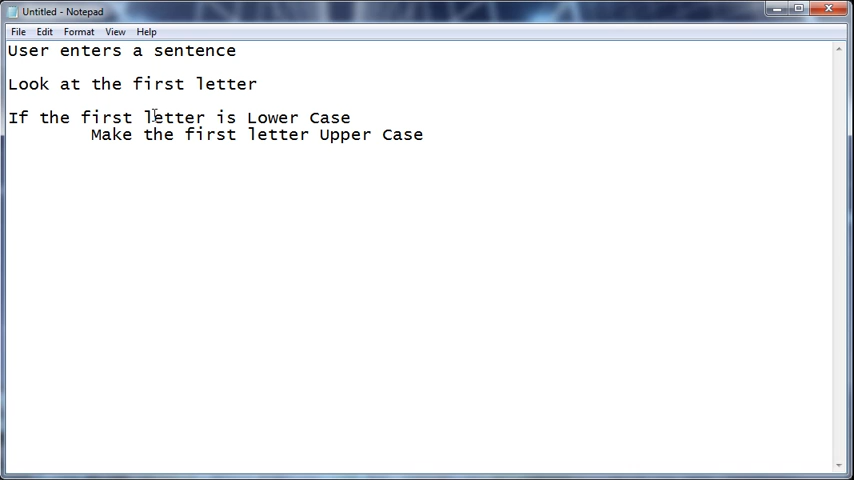 Untitled - Notepad
File Edit Format View Help
User enters a sentence
Look at the first letter
If the first letter is Lower Case
Make the first letter Upper Case